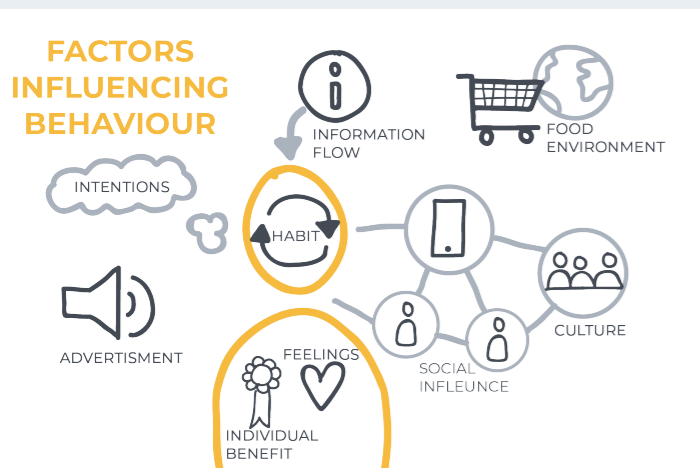 FACTORS
INFLUENCING
BEHAVIOUR
INFORMATION
FLOW
FOOD
ENVIRONMENT
INTENTIONS
HABIT
ADVERTISMENT
CULTURE
FEELINGS
SOCIAL
INFLEUNCE
INDIVIDUAL
BENEFIT